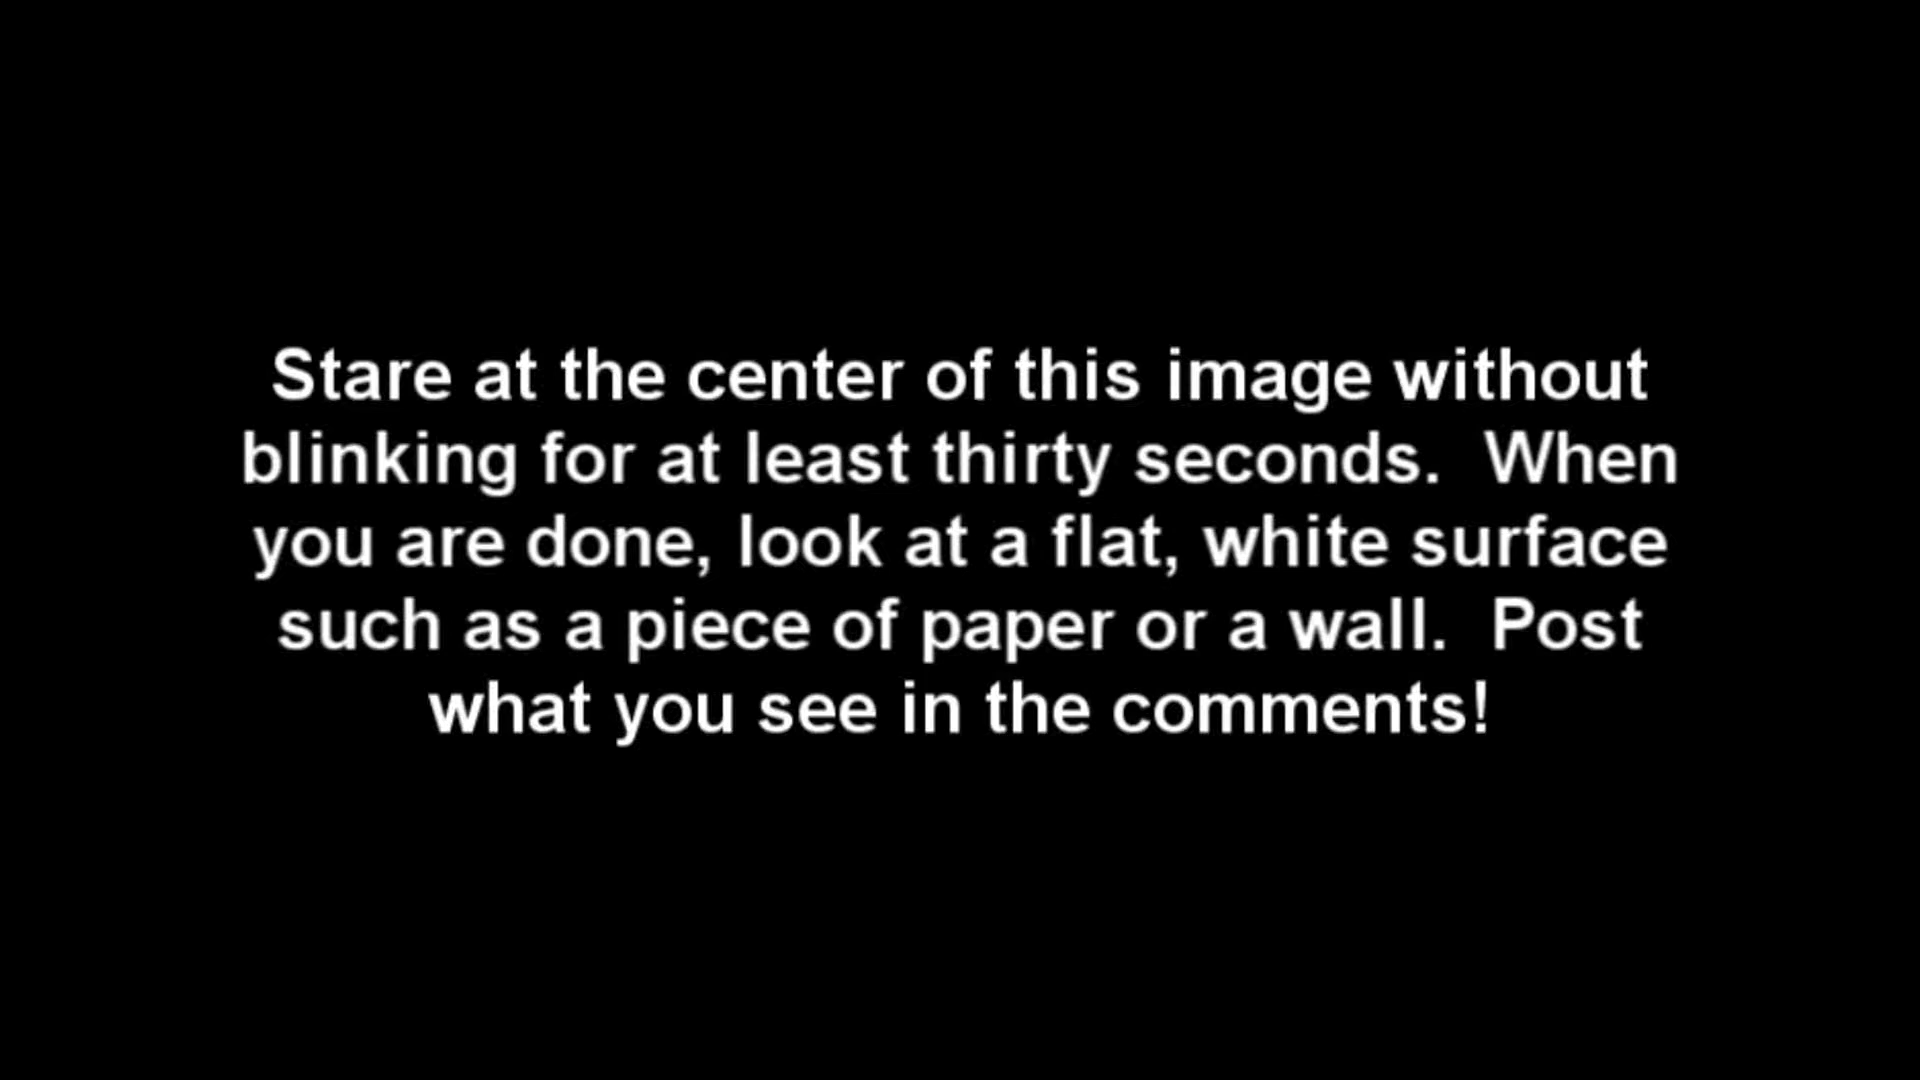 Stare at the center of this image without
blinking for at least thirty seconds.  When
you are done, look at a flat, white surface
such as a piece of paper or a wall.  Post
what you see in the comments!